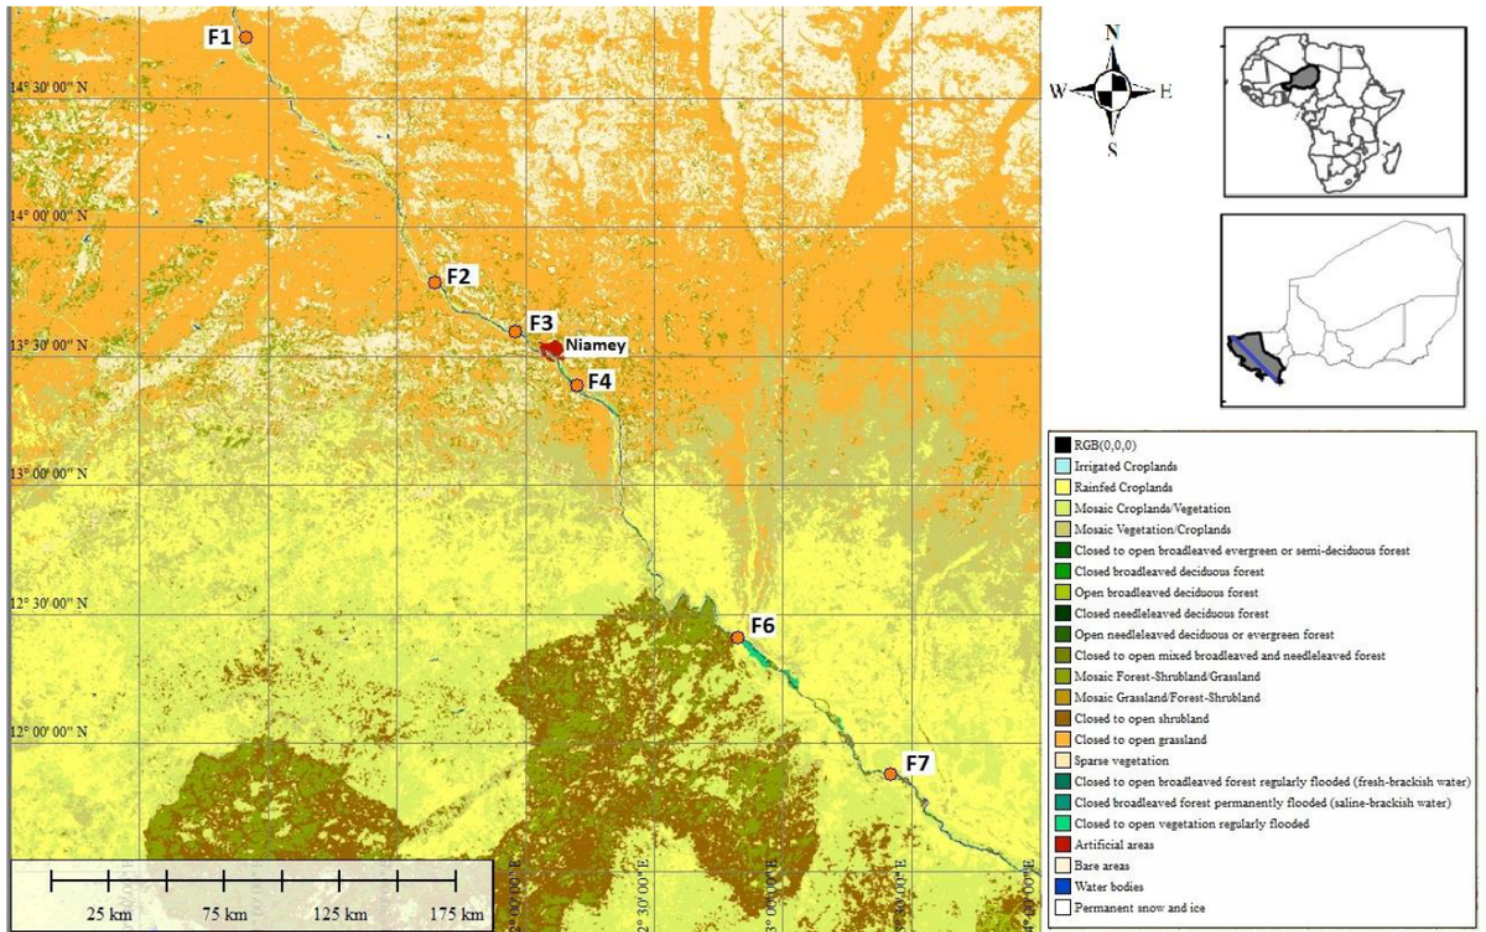 F1
14° 30' 00" N
14° 00' 00" N
F2
F3
Niamey
13° 30' 00" N
F4
13° 00' 00" N
12° 30' 00" N
F6
12° 00' 00" N
F7
2° 00' 00" E
2° 30' 00" E
3° 00' 00" E
3° 30' 00" E
4° 00' 00" E
25 km
75 km
125 km
175 km
N
W
E
S
RGB(0,0,0)
Irrigated Croplands
Rainfed Croplands
Mosaic Croplands/Vegetation
Mosaic Vegetation/Croplands
Closed to open broadleaved evergreen or semi-deciduous forest
Closed broadleaved deciduous forest
Open broadleaved deciduous forest
Closed needleleaved deciduous forest
Open needleleaved deciduous or evergreen forest
Closed to open mixed broadleaved and needleleaved forest
Mosaic Forest-Shrubland/Grassland
Mosaic Grassland/Forest-Shrubland
Closed to open shrubland
Closed to open grassland
Sparse vegetation
Closed to open broadleaved forest regularly flooded (fresh-brackish water)
Closed broadleaved forest permanently flooded (saline-brackish water)
Closed to open vegetation regularly flooded
Artificial areas
Bare areas
Water bodies
Permanent snow and ice